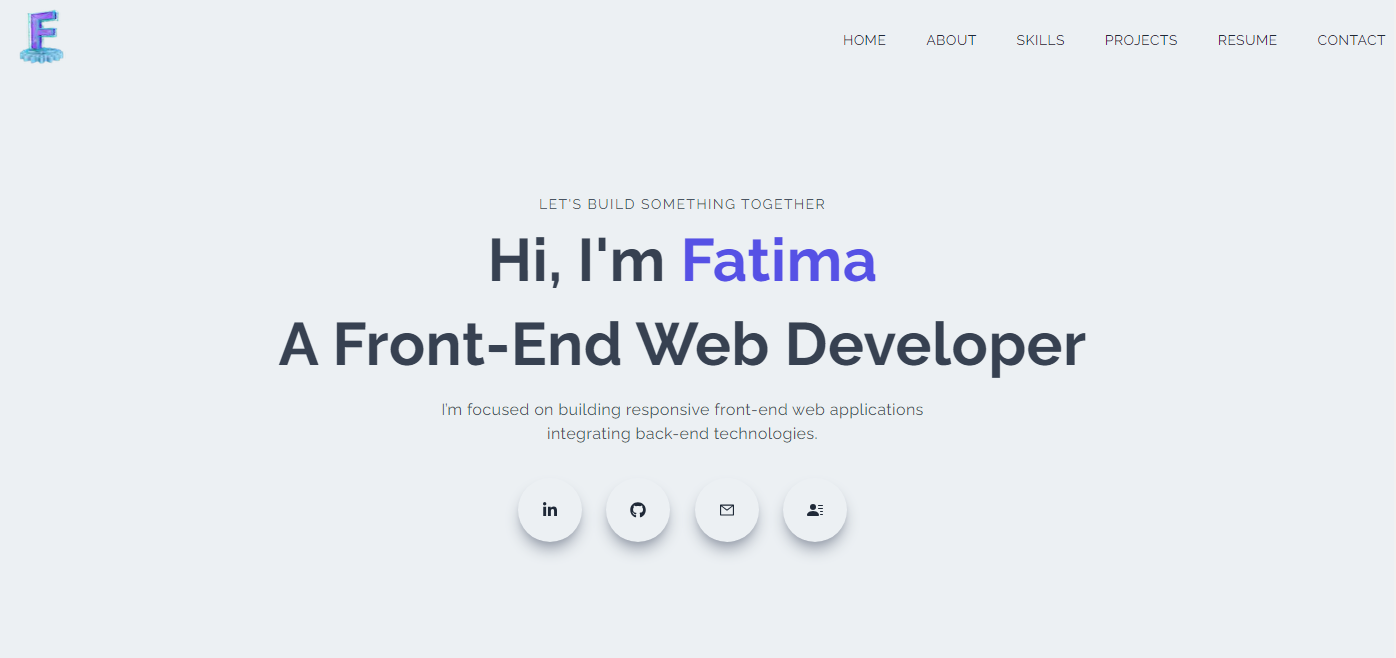 F
HOME ABOUT SKILLS PROJECTS RESUME CONTACT
LET'S BUILD SOMETHING TOGETHER
Hi, I'm Fatima
A Front-End Web Developer
I'm focused on building responsive front-end web applications
integrating back-end technologies.
in